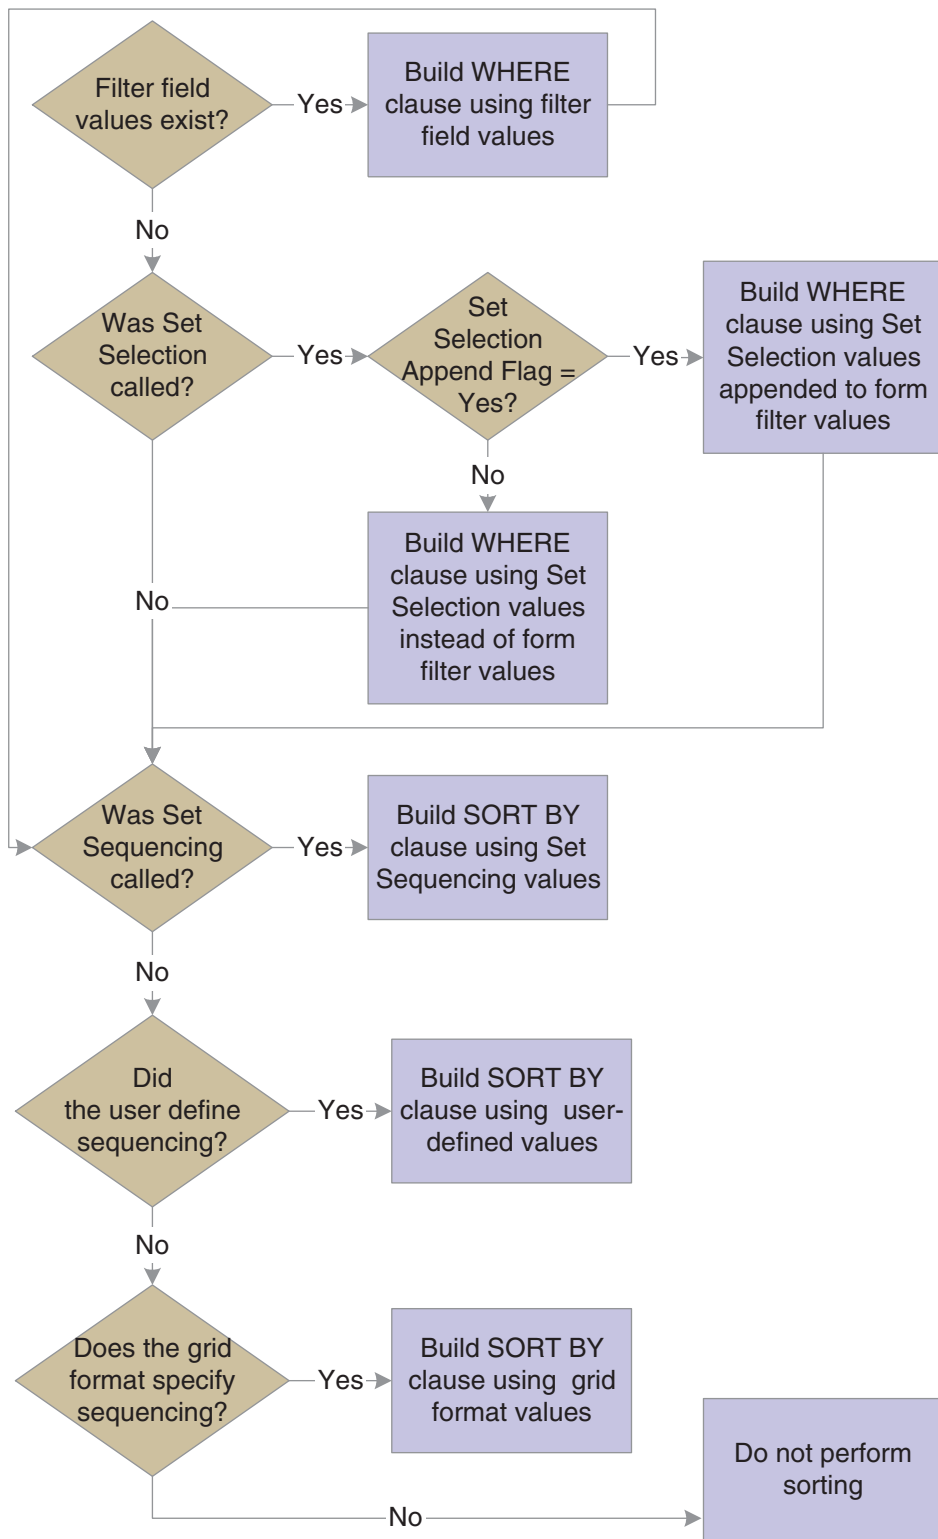 Filter field
values exist?
Yes
Build WHERE
clause using filter
field values
No
Was Set
Selection
called?
Yes
Set
Selection
Append Flag =
Yes?
Yes
Build WHERE
clause using Set
Selection values
appended to form
filter values
No
Build WHERE
clause using Set
Selection values
instead of form
filter values
No
Was Set
Sequencing
called?
Yes
Build SORT BY
clause using Set
Sequencing values
No
Did
the user define
sequencing?
Yes
Build SORT BY
clause using user-
defined values
No
Does the grid
format specify
sequencing?
Yes
Build SORT BY
clause using grid
format values
No
Do not perform
sorting